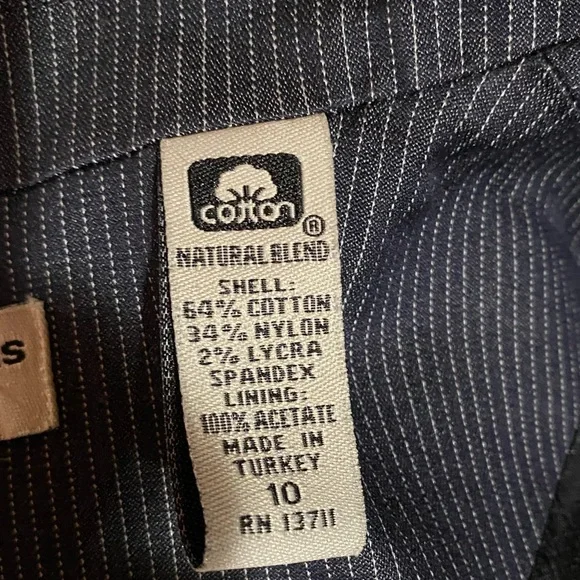 COTTON
®
NATURAL BLEND
SHELL:
64% COTTON
34% NYLON
2% LYCRA
SPANDEX
LINING:
100% ACETATE
MADE IN
TURKEY
10
RN 13711
S